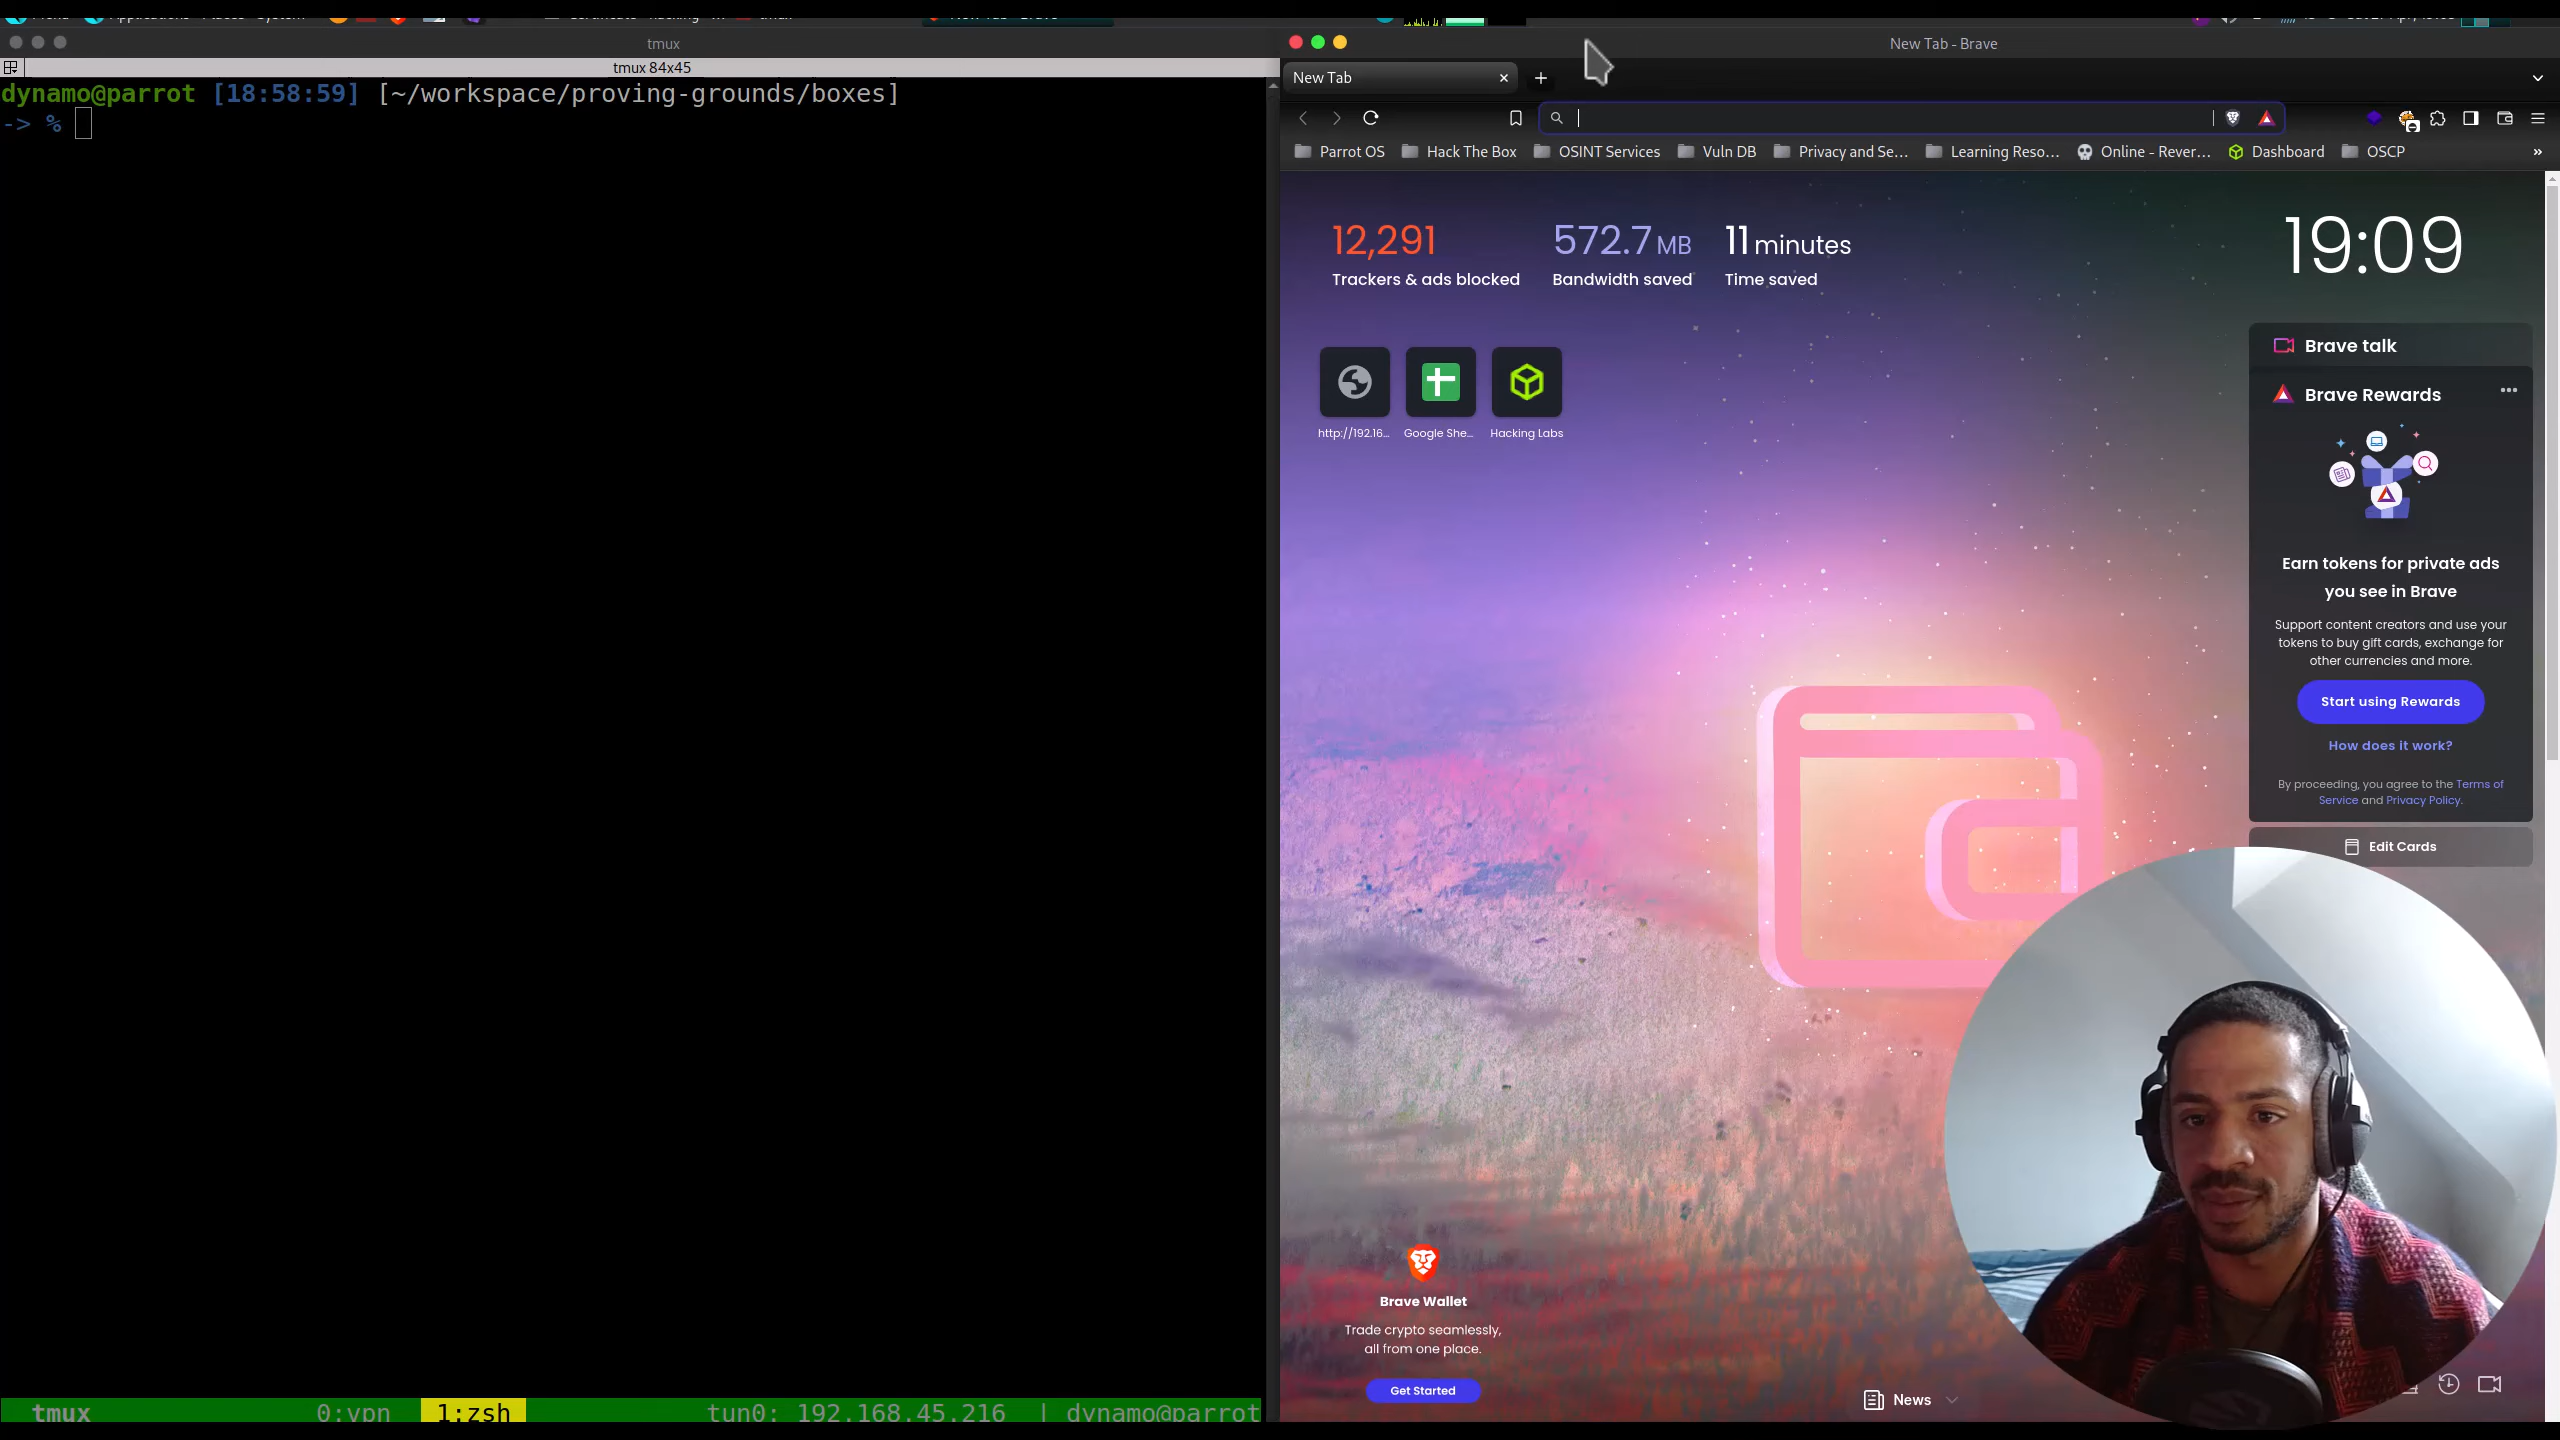 tmux
tmux 84x45
dynamo@parrot [18:58:59] [~/workspace/proving-grounds/boxes]
-> %
tmux 0:vpn 1:zsh tun0: 192.168.45.216 | dynamo@parrot
New Tab - Brave
New Tab
Parrot OS Hack The Box OSINT Services Vuln DB Privacy and Se... Learning Reso... Online - Rever... Dashboard OSCP »
12,291 572.7 MB 11 minutes
Trackers & ads blocked Bandwidth saved Time saved
19:09
http://192.16... Google She... Hacking Labs
Brave talk
Brave Rewards
Earn tokens for private ads
you see in Brave
Support content creators and use your
tokens to buy gift cards, exchange for
other currencies and more.
Start using Rewards
How does it work?
By proceeding, you agree to the Terms of
Service and Privacy Policy.
Edit Cards
Brave Wallet
Trade crypto seamlessly,
all from one place.
Get Started
News